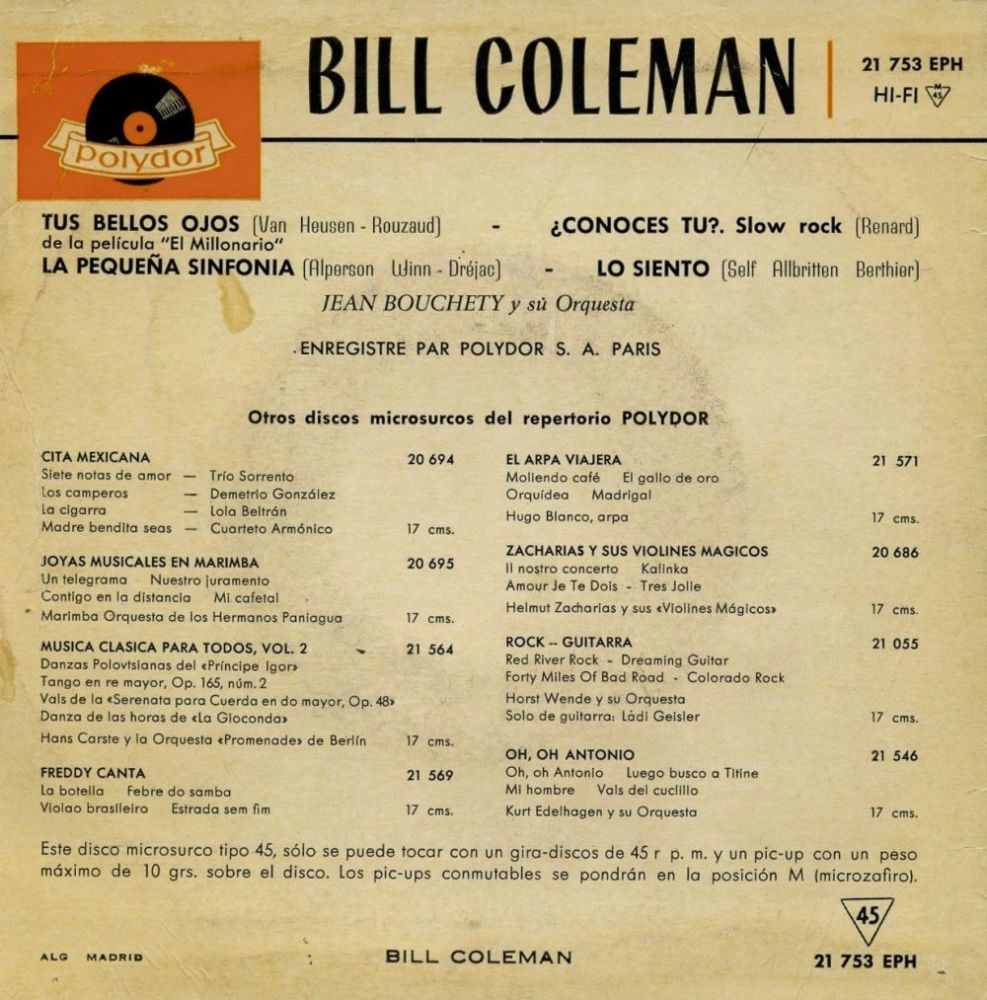 polydor
BILL COLEMAN
21 753 EPH
HI-FI M 45
TUS BELLOS OJOS (Van Heusen - Rouzaud) - ¿CONOCES TU?. Slow rock (Renard)
de la película "El Millonario"
LA PEQUEÑA SINFONIA (Alperson Winn - Dréjac) - LO SIENTO (Self Allbritten Berthier)
JEAN BOUCHETY y sù Orquesta
ENREGISTRE PAR POLYDOR S. A. PARIS
Otros discos microsurcos del repertorio POLYDOR
CITA MEXICANA 20 694
Siete notas de amor — Trío Sorrento
Los camperos — Demetrio González
La cigarra — Lola Beltrán
Madre bendita seas — Cuarteto Armónico 17 cms.
JOYAS MUSICALES EN MARIMBA 20 695
Un telegrama Nuestro juramento
Contigo en la distancia Mi cafetal
Marimba Orquesta de los Hermanos Paniagua 17 cms.
MUSICA CLASICA PARA TODOS, VOL. 2 21 564
Danzas Polovtsianas del «Príncipe Igor»
Tango en re mayor, Op. 165, núm. 2
Vals de la «Serenata para Cuerda en do mayor, Op. 48»
Danza de las horas de «La Gioconda»
Hans Carste y la Orquesta «Promenade» de Berlín 17 cms.
FREDDY CANTA 21 569
La botella Febre do samba
Violao brasileiro Estrada sem fim 17 cms.
EL ARPA VIAJERA 21 571
Moliendo café El gallo de oro
Orquídea Madrigal
Hugo Blanco, arpa 17 cms.
ZACHARIAS Y SUS VIOLINES MAGICOS 20 686
Il nostro concerto Kalinka
Amour Je Te Dois - Tres Jolie
Helmut Zacharias y sus «Violines Mágicos» 17 cms.
ROCK -- GUITARRA 21 055
Red River Rock - Dreaming Guitar
Forty Miles Of Bad Road - Colorado Rock
Horst Wende y su Orquesta
Solo de guitarra: Ládi Geisler 17 cms.
OH, OH ANTONIO 21 546
Oh, oh Antonio Luego busco a Titine
Mi hombre Vals del cuclillo
Kurt Edelhagen y su Orquesta 17 cms.
Este disco microsurco tipo 45, sólo se puede tocar con un gira-discos de 45 r p. m. y un pic-up con un peso
máximo de 10 grs. sobre el disco. Los pic-ups conmutables se pondrán en la posición M (microzafiro).
45
ALG MADRID
BILL COLEMAN
21 753 EPH